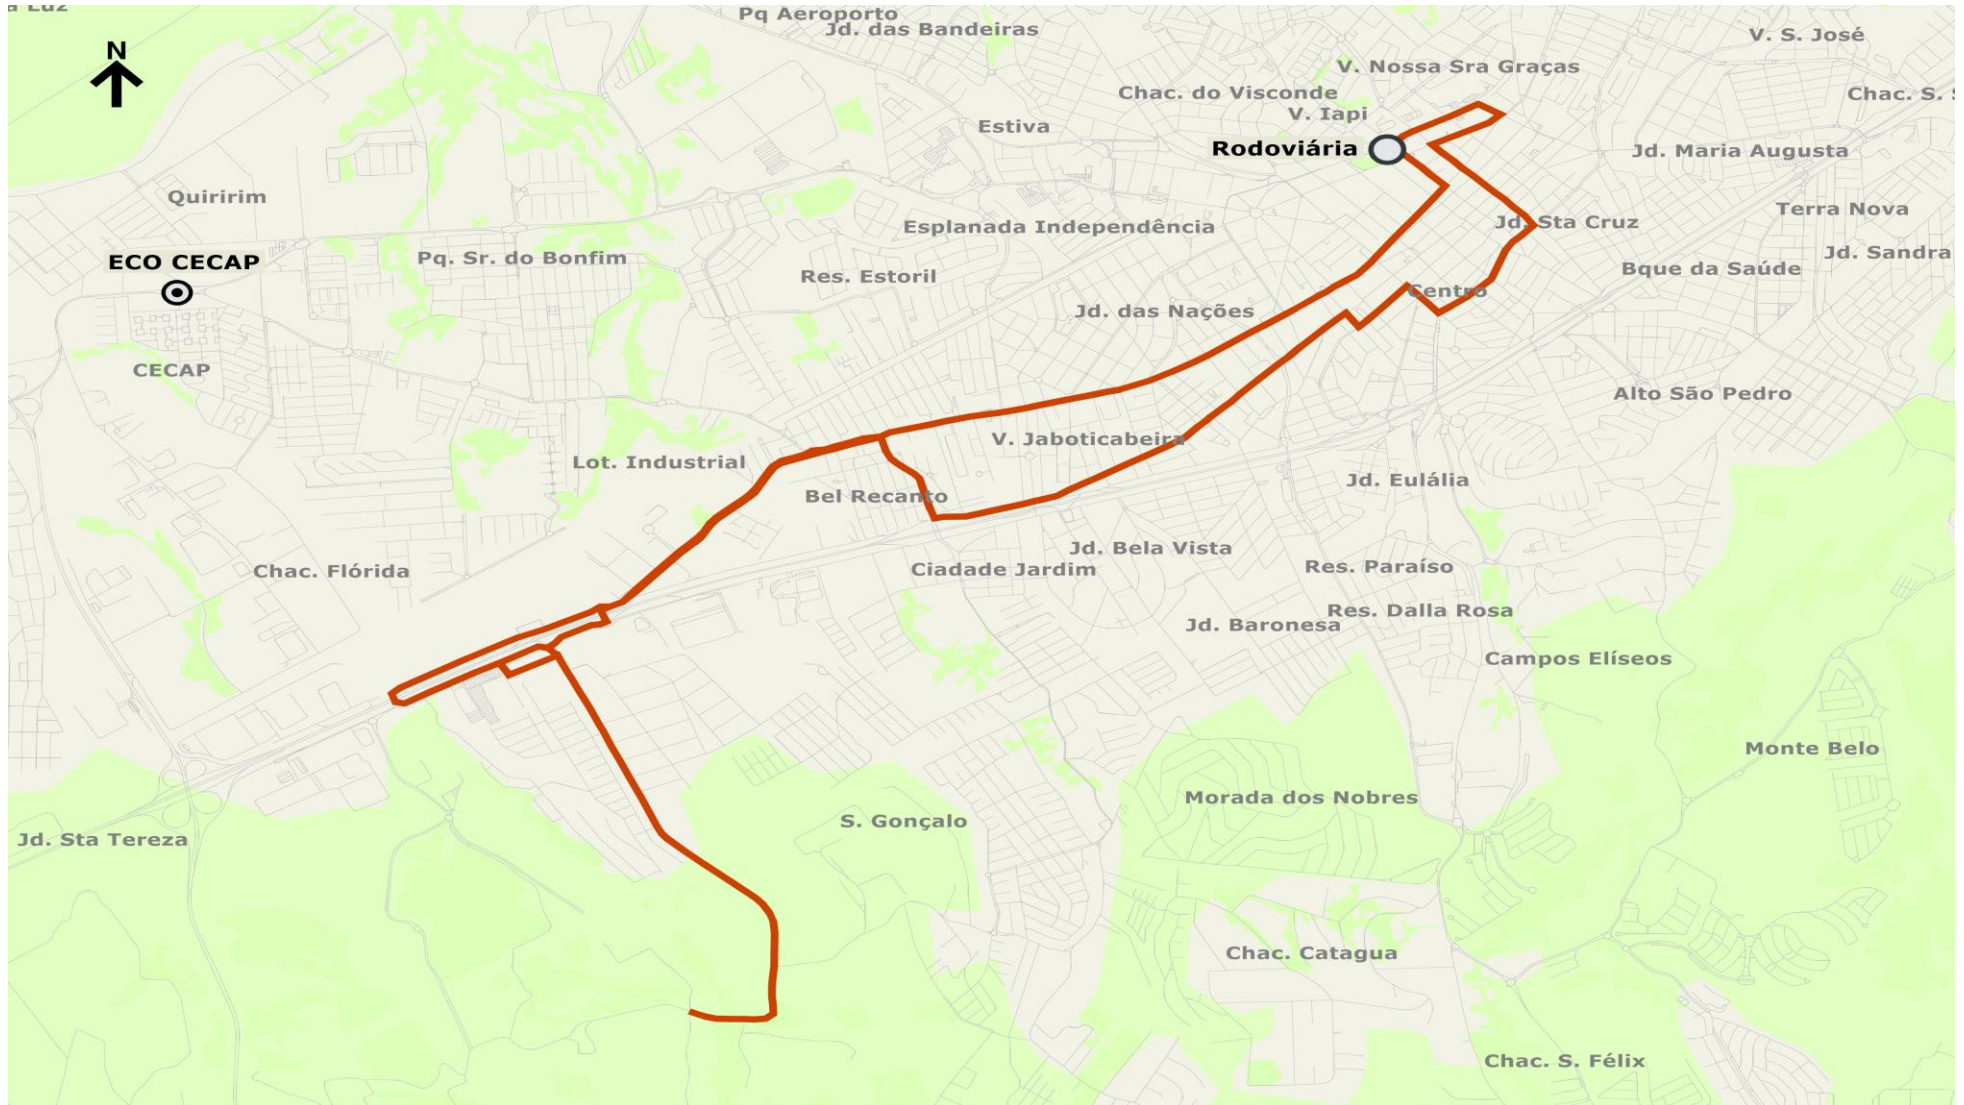 a Luz
Pq Aeroporto
Jd. das Bandeiras
V. S. José
N
V. Nossa Sra Graças
Chac. do Visconde
Chac. S.
V. Iapi
Estiva
Rodoviária
Jd. Maria Augusta
Quiririm
Terra Nova
Jd. Sta Cruz
Esplanada Independência
Jd. Sandra
ECO CECAP
Pq. Sr. do Bonfim
Bque da Saúde
Res. Estoril
Centro
Jd. das Nações
CECAP
Alto São Pedro
V. Jaboticabeira
Lot. Industrial
Jd. Eulália
Bel Recanto
Jd. Bela Vista
Chac. Flórida
Ciadade Jardim
Res. Paraíso
Res. Dalla Rosa
Jd. Baronesa
Campos Elíseos
Monte Belo
Morada dos Nobres
S. Gonçalo
Jd. Sta Tereza
Chac. Catagua
Chac. S. Félix